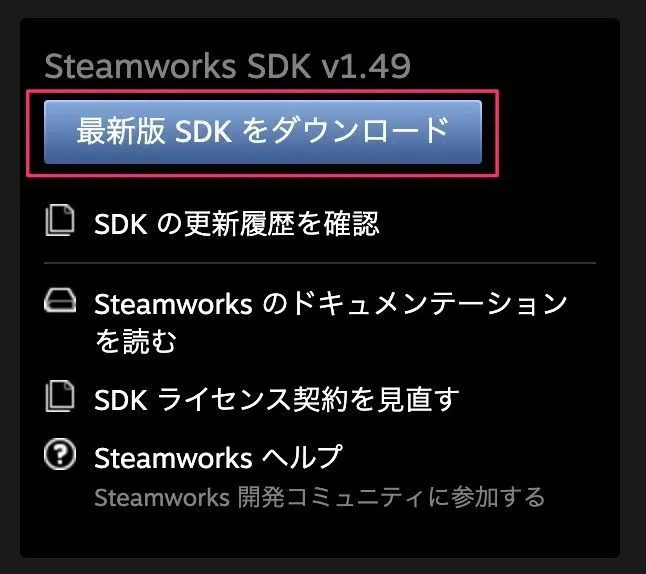 Steamworks SDK v1.49
最新版 SDK をダウンロード
SDK の更新履歴を確認
Steamworks のドキュメンテーション
を読む
SDK ライセンス契約を見直す
Steamworks ヘルプ
Steamworks 開発コミュニティに参加する